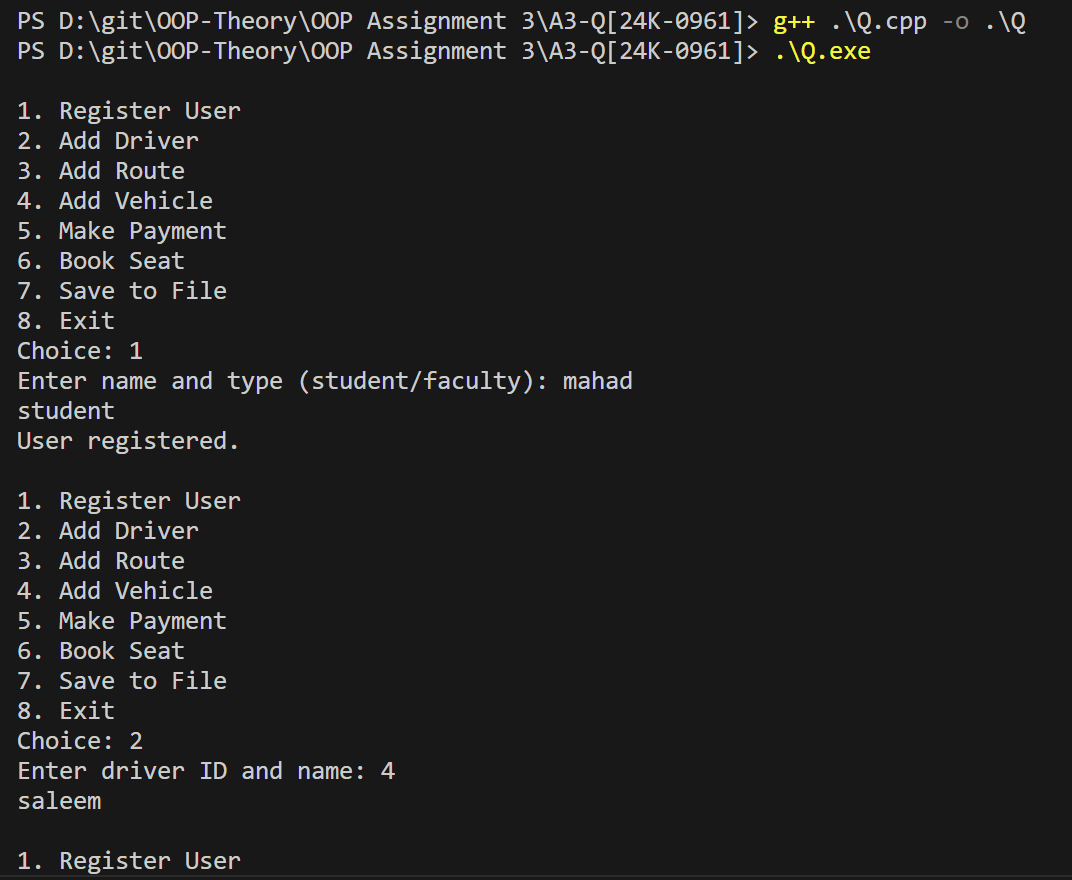 PS D:\git\OOP-Theory\OOP Assignment 3\A3-Q[24K-0961]> g++ .\Q.cpp -o .\Q
PS D:\git\OOP-Theory\OOP Assignment 3\A3-Q[24K-0961]> .\Q.exe
1. Register User
2. Add Driver
3. Add Route
4. Add Vehicle
5. Make Payment
6. Book Seat
7. Save to File
8. Exit
Choice: 1
Enter name and type (student/faculty): mahad
student
User registered.
1. Register User
2. Add Driver
3. Add Route
4. Add Vehicle
5. Make Payment
6. Book Seat
7. Save to File
8. Exit
Choice: 2
Enter driver ID and name: 4
saleem
1. Register User